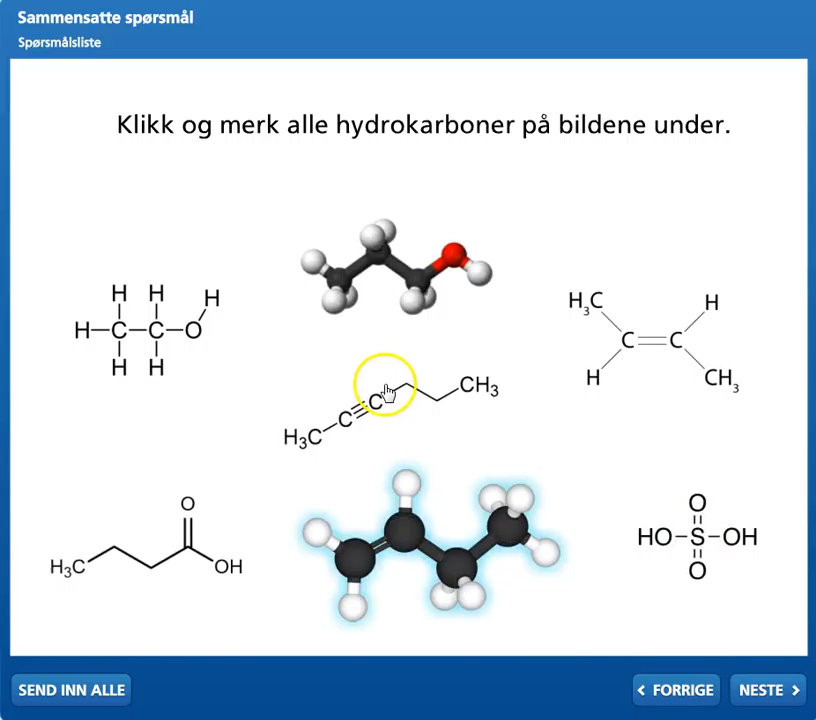 Sammensatte spørsmål
Spørsmålsliste
Klikk og merk alle hydrokarboner på bildene under.
H H H
H–C–C–O
H H
H₃C H
C=C
H CH₃
CH₃
C≡C
H₃C
O
H₃C OH
O
HO–S–OH
O
SEND INN ALLE
FORRIGE
NESTE